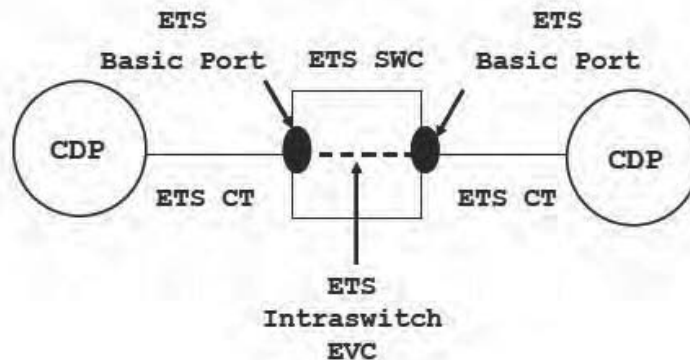 ETS
Basic Port
ETS SWC
ETS
Basic Port
CDP
CDP
ETS CT
ETS CT
ETS
Intraswitch
EVC